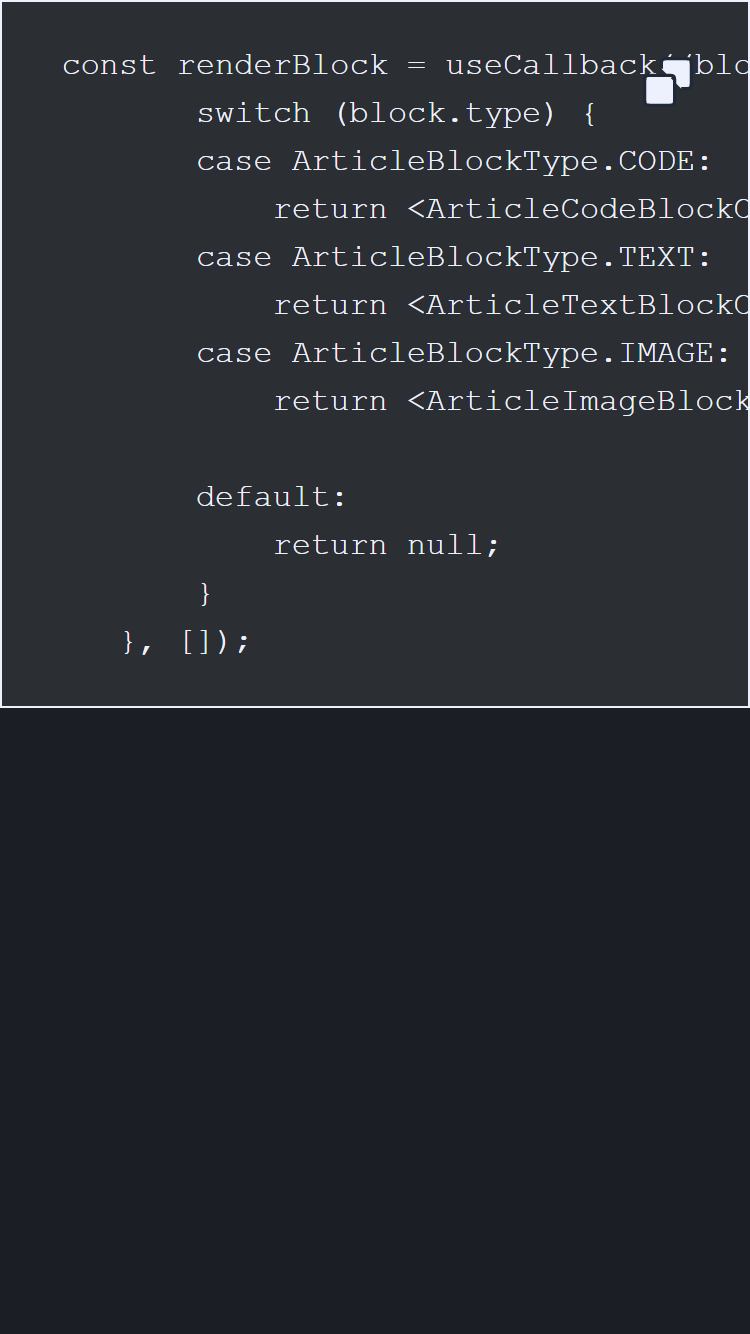 const renderBlock = useCallback((blo
switch (block.type) {
case ArticleBlockType.CODE:
return <ArticleCodeBlockC
case ArticleBlockType.TEXT:
return <ArticleTextBlockC
case ArticleBlockType.IMAGE:
return <ArticleImageBlock
default:
return null;
}
}, []);